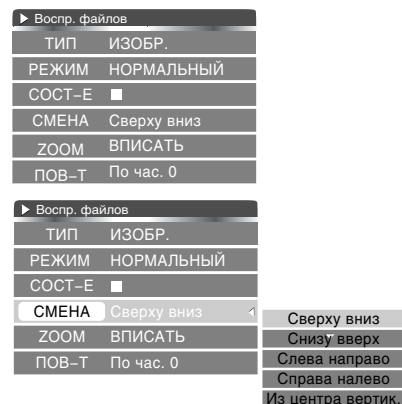 Воспр. файлов
ТИП ИЗОБР.
РЕЖИМ НОРМАЛЬНЫЙ
СОСТ-Е
СМЕНА Сверху вниз
ZOOM ВПИСАТЬ
ПОВ-Т По час. 0
Воспр. файлов
ТИП ИЗОБР.
РЕЖИМ НОРМАЛЬНЫЙ
СОСТ-Е
СМЕНА Сверху вниз
ZOOM ВПИСАТЬ
ПОВ-Т По час. 0
Сверху вниз
Снизу вверх
Слева направо
Справа налево
Из центра вертик.